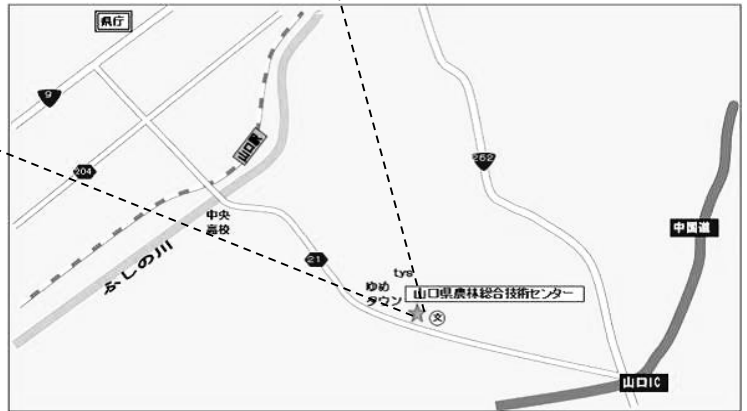 県庁
9
山口駅
262
204
中国道
中央
高校
ふしの川
21
tys
ゆめ
タウン
山口県農林総合技術センター
文
山口IC